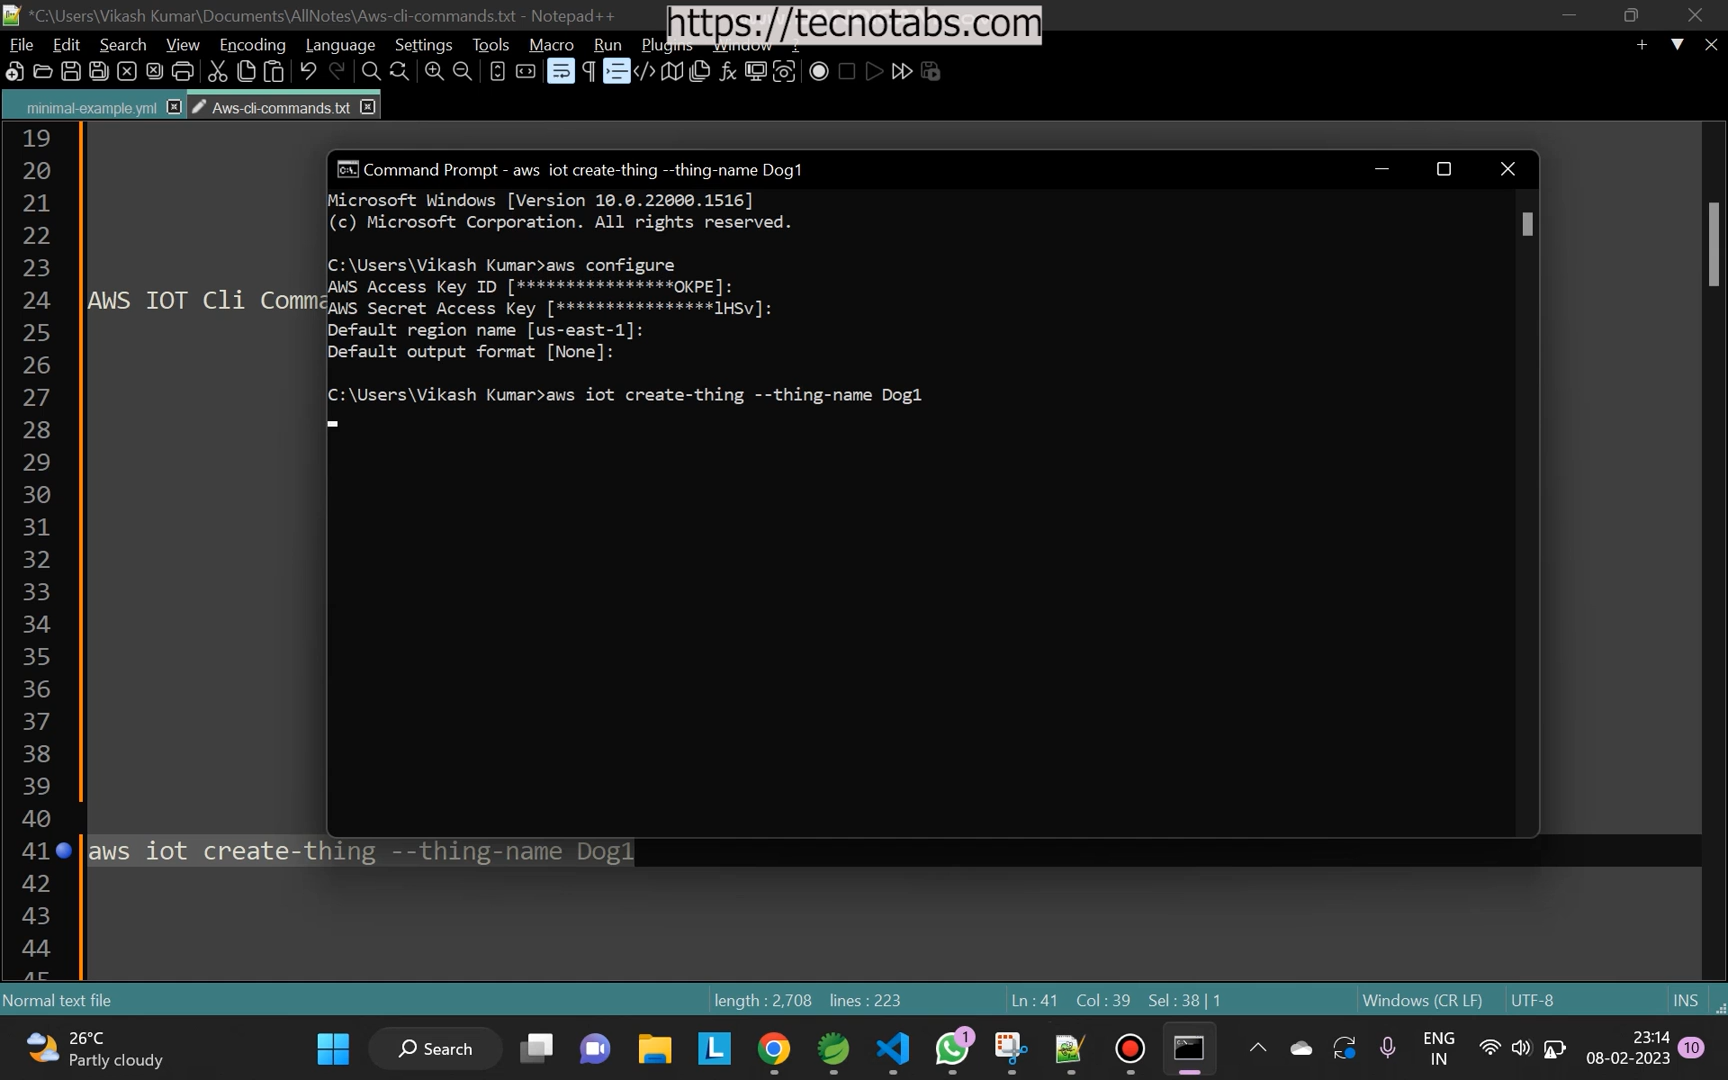 *C:\Users\Vikash Kumar\Documents\AllNotes\Aws-cli-commands.txt - Notepad++
https://tecnotabs.com
File Edit Search View Encoding Language Settings Tools Macro Run Plugins Window ?
minimal-example.yml Aws-cli-commands.txt
19
20
21
22
23
24 AWS IOT Cli Comma
25
26
27
28
29
30
31
32
33
34
35
36
37
38
39
40
41 aws iot create-thing --thing-name Dog1
42
43
44
45
Command Prompt - aws iot create-thing --thing-name Dog1
Microsoft Windows [Version 10.0.22000.1516]
(c) Microsoft Corporation. All rights reserved.
C:\Users\Vikash Kumar>aws configure
AWS Access Key ID [****************OKPE]:
AWS Secret Access Key [****************lHSv]:
Default region name [us-east-1]:
Default output format [None]:
C:\Users\Vikash Kumar>aws iot create-thing --thing-name Dog1
Normal text file length : 2,708 lines : 223 Ln : 41 Col : 39 Sel : 38 | 1 Windows (CR LF) UTF-8 INS
26°C
Partly cloudy
Search
L
1
ENG
IN
23:14
08-02-2023
10